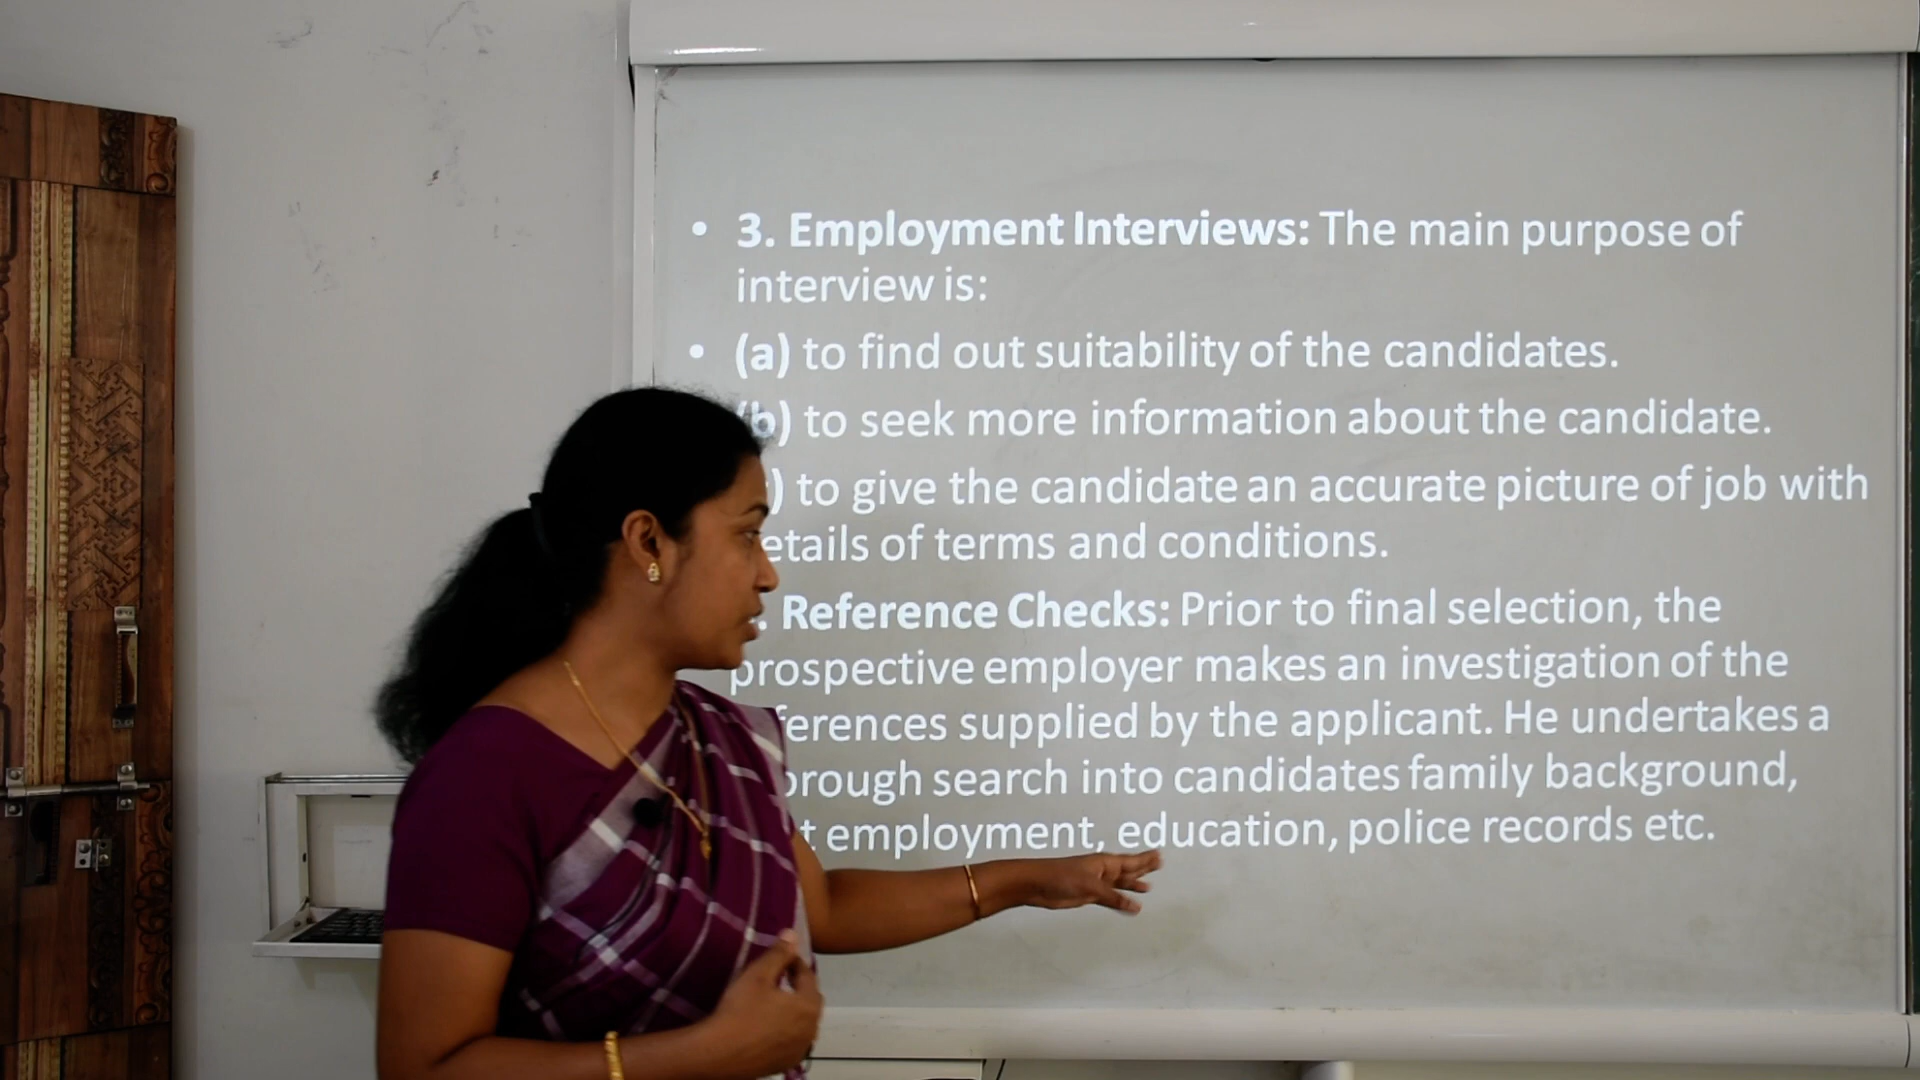 • 3. Employment Interviews: The main purpose of
interview is:
• (a) to find out suitability of the candidates.
(b) to seek more information about the candidate.
) to give the candidate an accurate picture of job with
etails of terms and conditions.
. Reference Checks: Prior to final selection, the
prospective employer makes an investigation of the
ferences supplied by the applicant. He undertakes a
orough search into candidates family background,
t employment, education, police records etc.